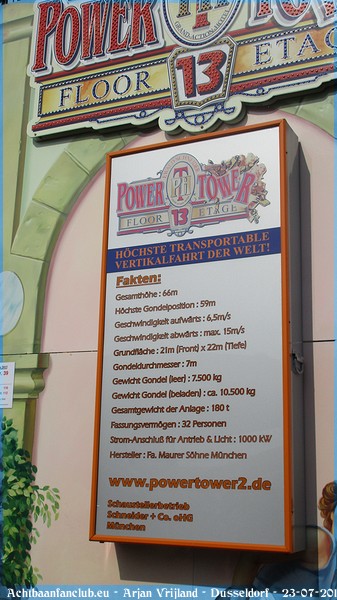 POWER TOWER
FLOOR 13 ETAGE
POWER TOWER
FLOOR 13 ETAGE
HÖCHSTE TRANSPORTABLE
VERTIKALFAHRT DER WELT!
Fakten:
Gesamthöhe : 66m
Höchste Gondelposition : 59m
Geschwindigkeit aufwärts : 6,5m/s
Geschwindigkeit abwärts : max. 15m/s
Grundfläche : 21m (Front) x 22m (Tiefe)
Gondeldurchmesser : 7m
Gewicht Gondel (leer) : 7.500 kg
Gewicht Gondel (beladen) : ca. 10.500 kg
Gesamtgewicht der Anlage : 180 t
Fassungsvermögen : 32 Personen
Strom-Anschluß für Antrieb & Licht : 1000 kW
Hersteller : Fa. Maurer Söhne München
www.powertower2.de
Schaustellerbetrieb
Schneider + Co. oHG
München
Achtbaanfanclub.eu - Arjan Vrijland - Dusseldorf - 23-07-201